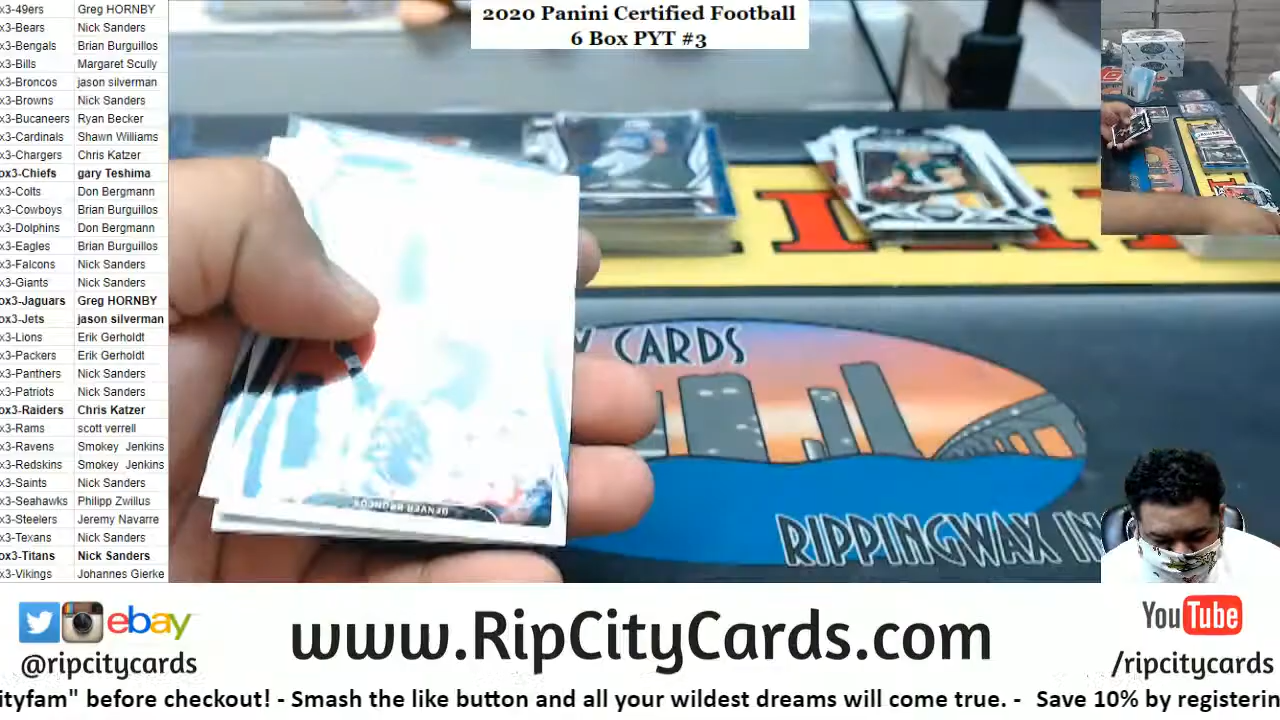 2020 Panini Certified Football
6 Box PYT #3
x3-49ers Greg HORNBY
x3-Bears Nick Sanders
x3-Bengals Brian Burguillos
x3-Bills Margaret Scully
x3-Broncos jason silverman
x3-Browns Nick Sanders
x3-Bucaneers Ryan Becker
x3-Cardinals Shawn Williams
x3-Chargers Chris Katzer
ox3-Chiefs gary Teshima
x3-Colts Don Bergmann
x3-Cowboys Brian Burguillos
x3-Dolphins Don Bergmann
x3-Eagles Brian Burguillos
x3-Falcons Nick Sanders
x3-Giants Nick Sanders
ox3-Jaguars Greg HORNBY
ox3-Jets jason silverman
x3-Lions Erik Gerholdt
x3-Packers Erik Gerholdt
x3-Panthers Nick Sanders
x3-Patriots Nick Sanders
ox3-Raiders Chris Katzer
x3-Rams scott verrell
x3-Ravens Smokey Jenkins
x3-Redskins Smokey Jenkins
x3-Saints Nick Sanders
x3-Seahawks Philipp Zwillus
x3-Steelers Jeremy Navarre
x3-Texans Nick Sanders
ox3-Titans Nick Sanders
x3-Vikings Johannes Gierke
DENVER BRONCOS
Y CARDS
RIPPINGWAX IN
ebay
@ripcitycards
www.RipCityCards.com
YouTube
/ripcitycards
ityfam" before checkout! - Smash the like button and all your wildest dreams will come true. - Save 10% by registerin